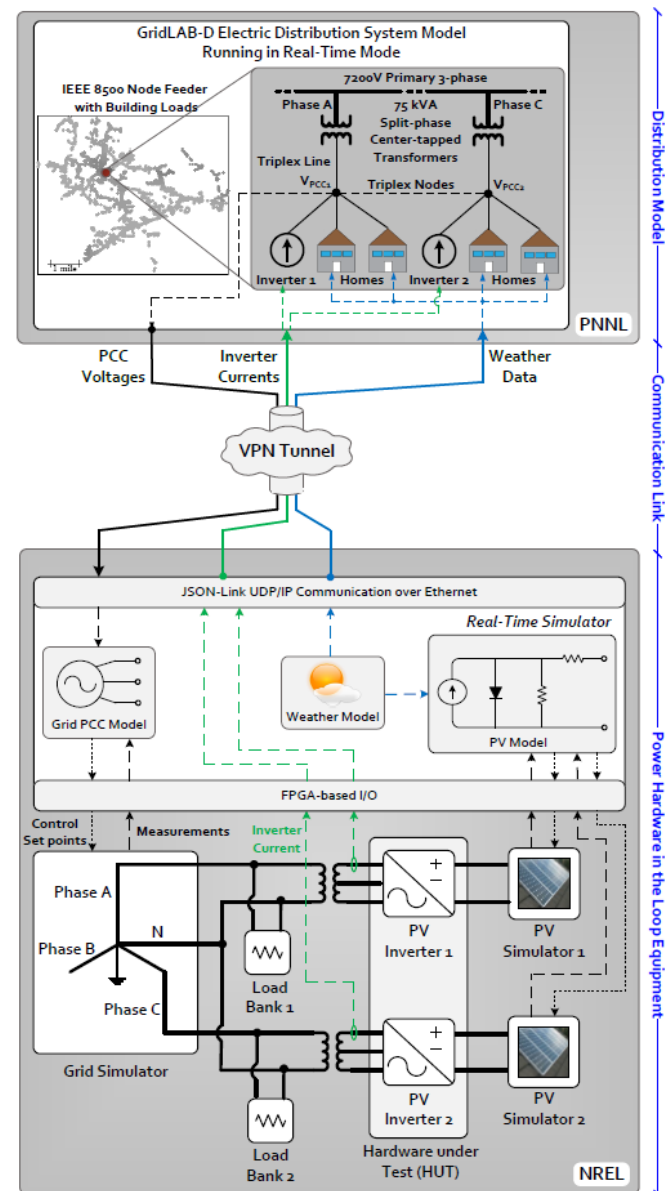 GridLAB-D Electric Distribution System Model
Running in Real-Time Mode
IEEE 8500 Node Feeder
with Building Loads
1 mile
7200V Primary 3-phase
Phase A
75 kVA
Split-phase
Center-tapped
Transformers
Phase C
Triplex Line
VPCC1
Triplex Nodes
VPCC2
Inverter 1
Homes
Inverter 2
Homes
PNNL
Distribution Model
PCC
Voltages
Inverter
Currents
Weather
Data
VPN Tunnel
Communication Link
JSON-Link UDP/IP Communication over Ethernet
Real-Time Simulator
Grid PCC Model
Weather Model
PV Model
FPGA-based I/O
Control
Set points
Measurements
Inverter
Current
Phase A
N
Phase B
Phase C
Grid Simulator
Load
Bank 1
PV
Inverter 1
PV
Simulator 1
Load
Bank 2
PV
Inverter 2
PV
Simulator 2
Hardware under
Test (HUT)
NREL
Power Hardware in the Loop Equipment